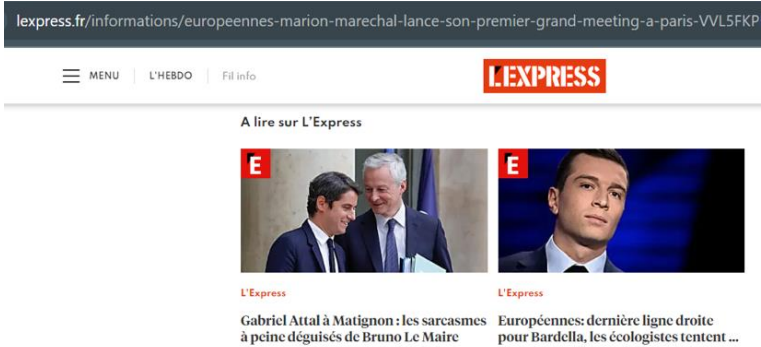 lexpress.fr/informations/europeennes-marion-marechal-lance-son-premier-grand-meeting-a-paris-VVL5FKP
MENU L'HEBDO Fil info L'EXPRESS
A lire sur L'Express
E E
L'Express L'Express
Gabriel Attal à Matignon : les sarcasmes
à peine déguisés de Bruno Le Maire
Européennes: dernière ligne droite
pour Bardella, les écologistes tentent ...